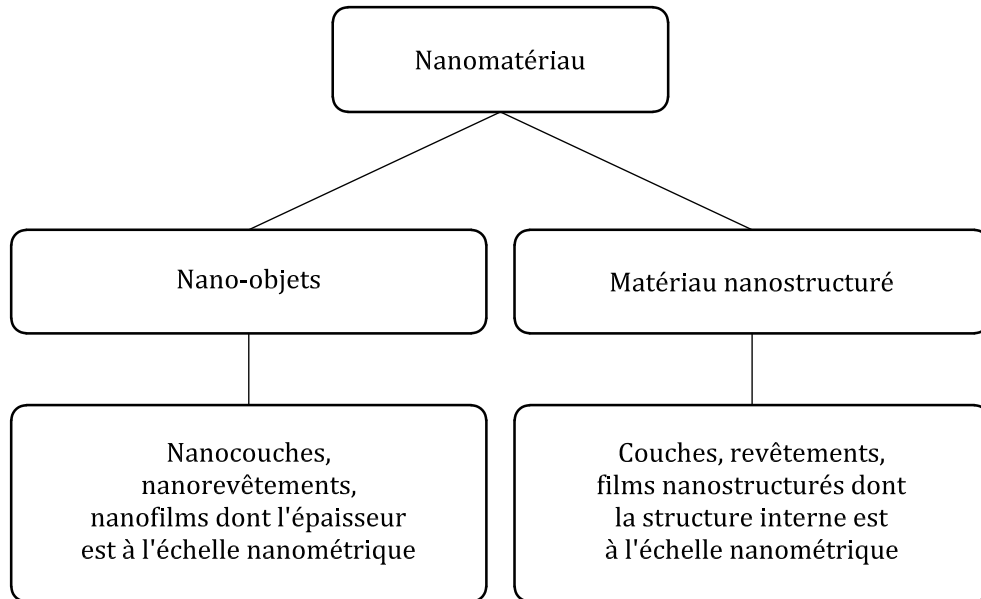 Nanomatériau
Nano-objets
Matériau nanostructuré
Nanocouches,
nanorevêtements,
nanofilms dont l'épaisseur
est à l'échelle nanométrique
Couches, revêtements,
films nanostructurés dont
la structure interne est
à l'échelle nanométrique